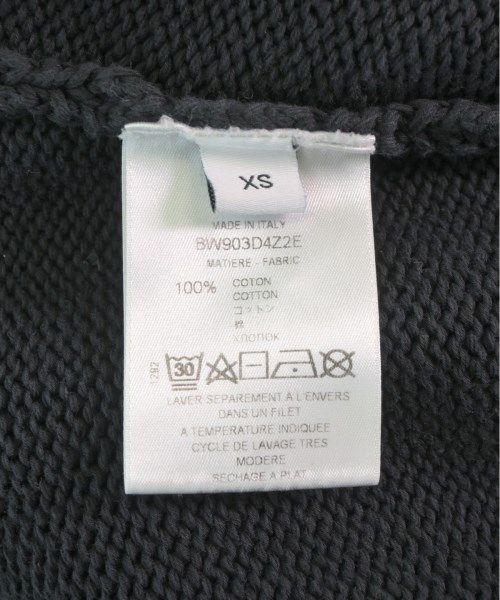 XS
MADE IN ITALY
BW903D4Z2E
MATIERE - FABRIC
100% COTON
COTTON
コットン
棉
ХЛОПОК
30
1292
LAVER SEPAREMENT À L'ENVERS
DANS UN FILET
A TEMPERATURE INDIQUEE
CYCLE DE LAVAGE TRES
MODERE
SECHAGE A PLAT